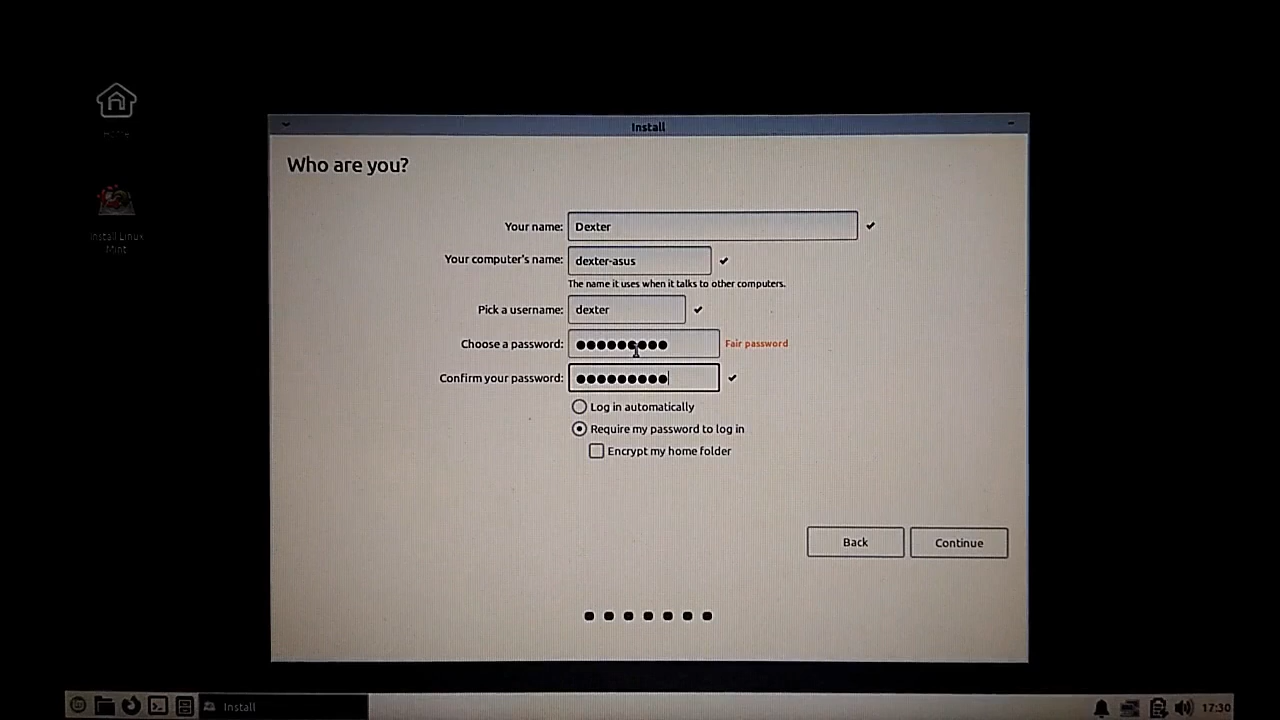 Install
Who are you?
Your name: Dexter
Your computer's name: dexter-asus
The name it uses when it talks to other computers.
Pick a username: dexter
Choose a password: ●●●●●●●●● Fair password
Confirm your password: ●●●●●●●●●
Log in automatically
Require my password to log in
Encrypt my home folder
Back Continue
Home
Install Linux
Mint
Install
17:30